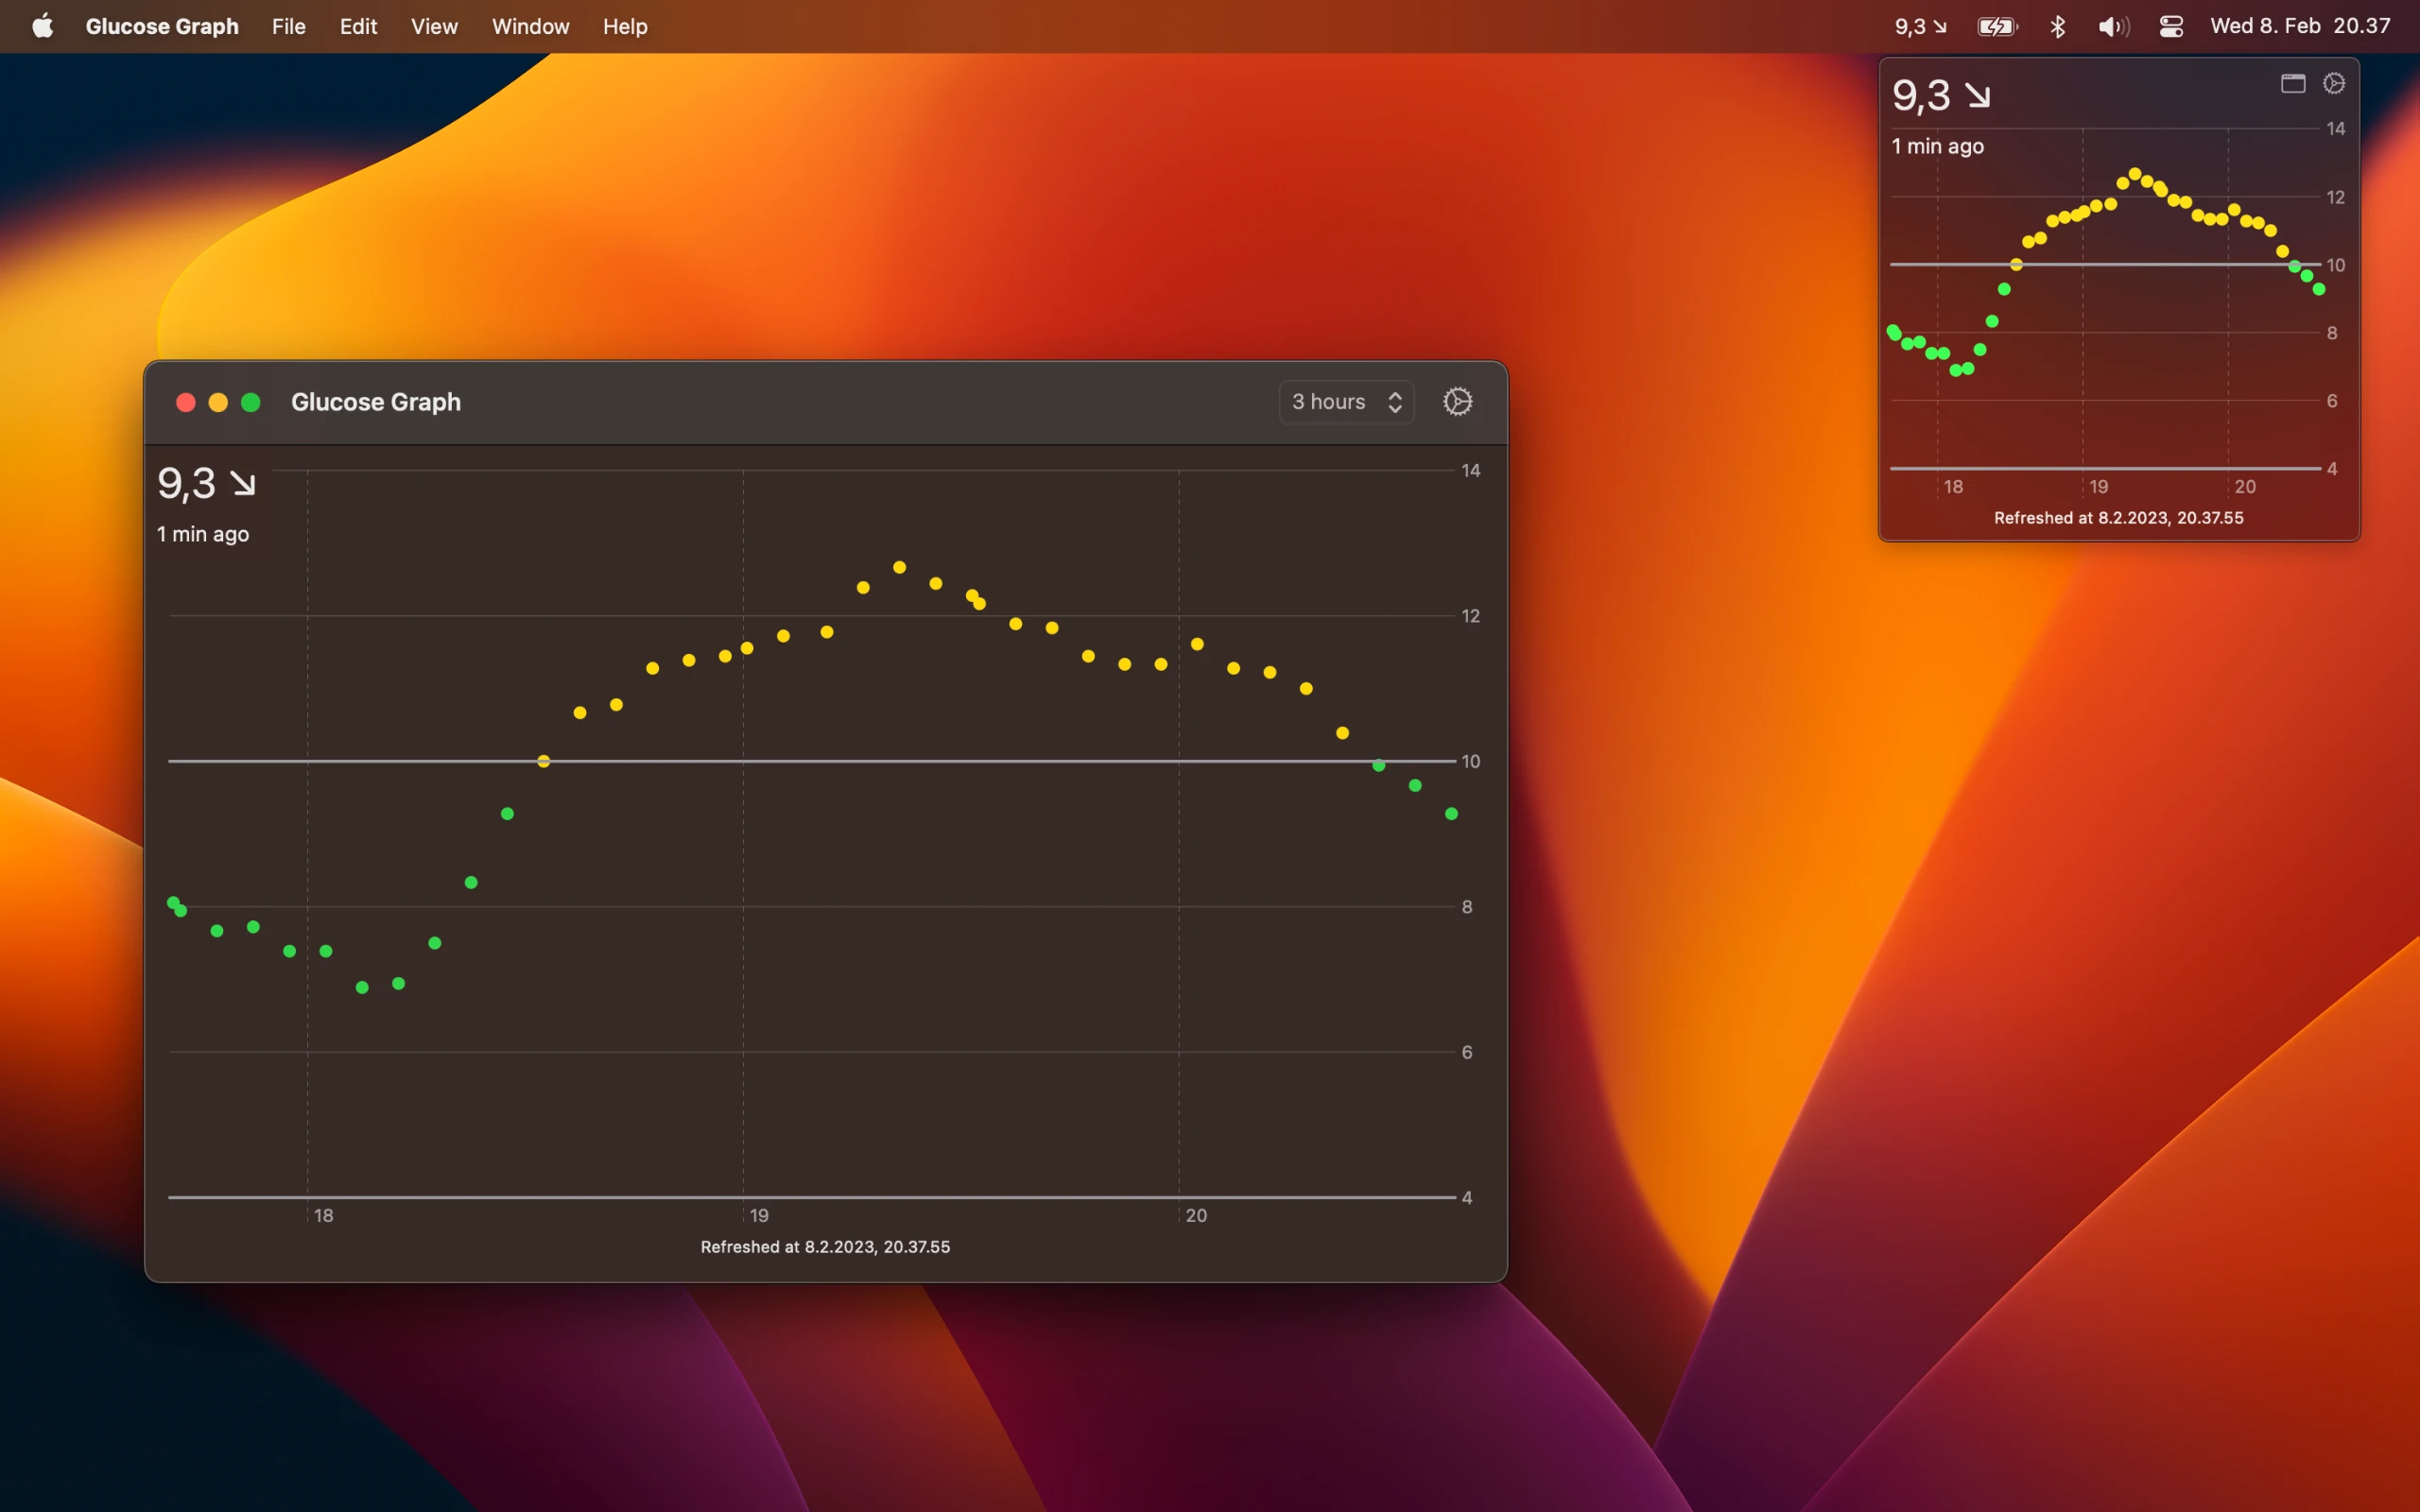 Glucose Graph File Edit View Window Help 9,3 ↘ Wed 8. Feb 20.37
9,3 ↘
14
1 min ago
12
10
8
6
4
18 19 20
Refreshed at 8.2.2023, 20.37.55
Glucose Graph 3 hours
9,3 ↘
14
1 min ago
12
10
8
6
4
18 19 20
Refreshed at 8.2.2023, 20.37.55